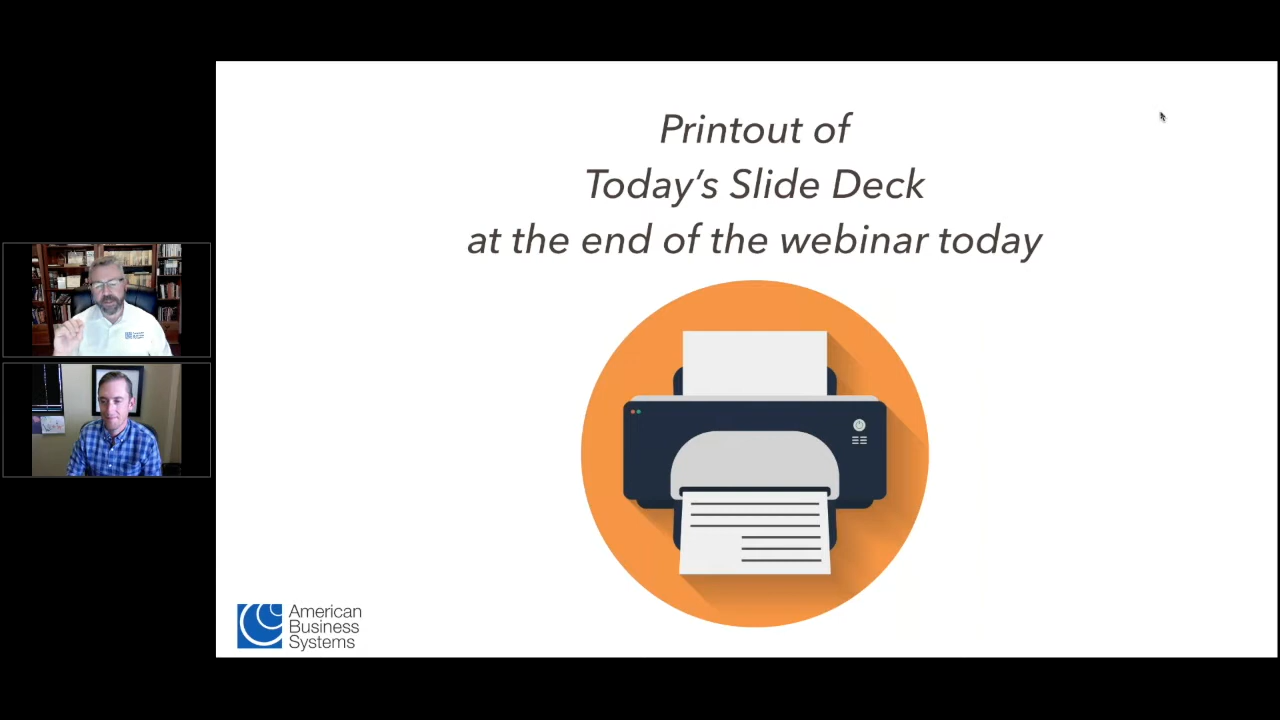 Printout of
Today's Slide Deck
at the end of the webinar today
American
Business
Systems